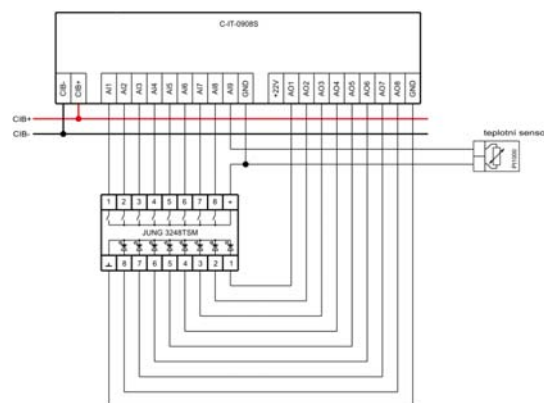 C-IT-0908S
CIB- CIB+ AI1 AI2 AI3 AI4 AI5 AI6 AI7 AI8 AI9 GND +22V AO1 AO2 AO3 AO4 AO5 AO6 AO7 AO8 GND
CIB+
CIB-
teplotní senso
Pt1000
1 2 3 4 5 6 7 8 +
JUNG 3248TSM
8 7 6 5 4 3 2 1